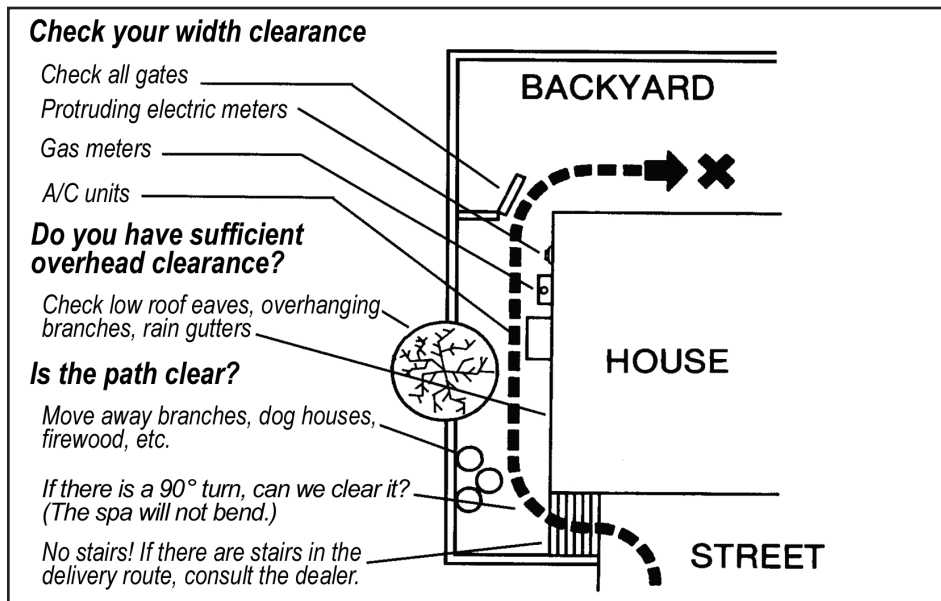 Check your width clearance
Check all gates
Protruding electric meters
Gas meters
A/C units
Do you have sufficient
overhead clearance?
Check low roof eaves, overhanging
branches, rain gutters
Is the path clear?
Move away branches, dog houses,
firewood, etc.
If there is a 90° turn, can we clear it?
(The spa will not bend.)
No stairs! If there are stairs in the
delivery route, consult the dealer.
BACKYARD
HOUSE
STREET